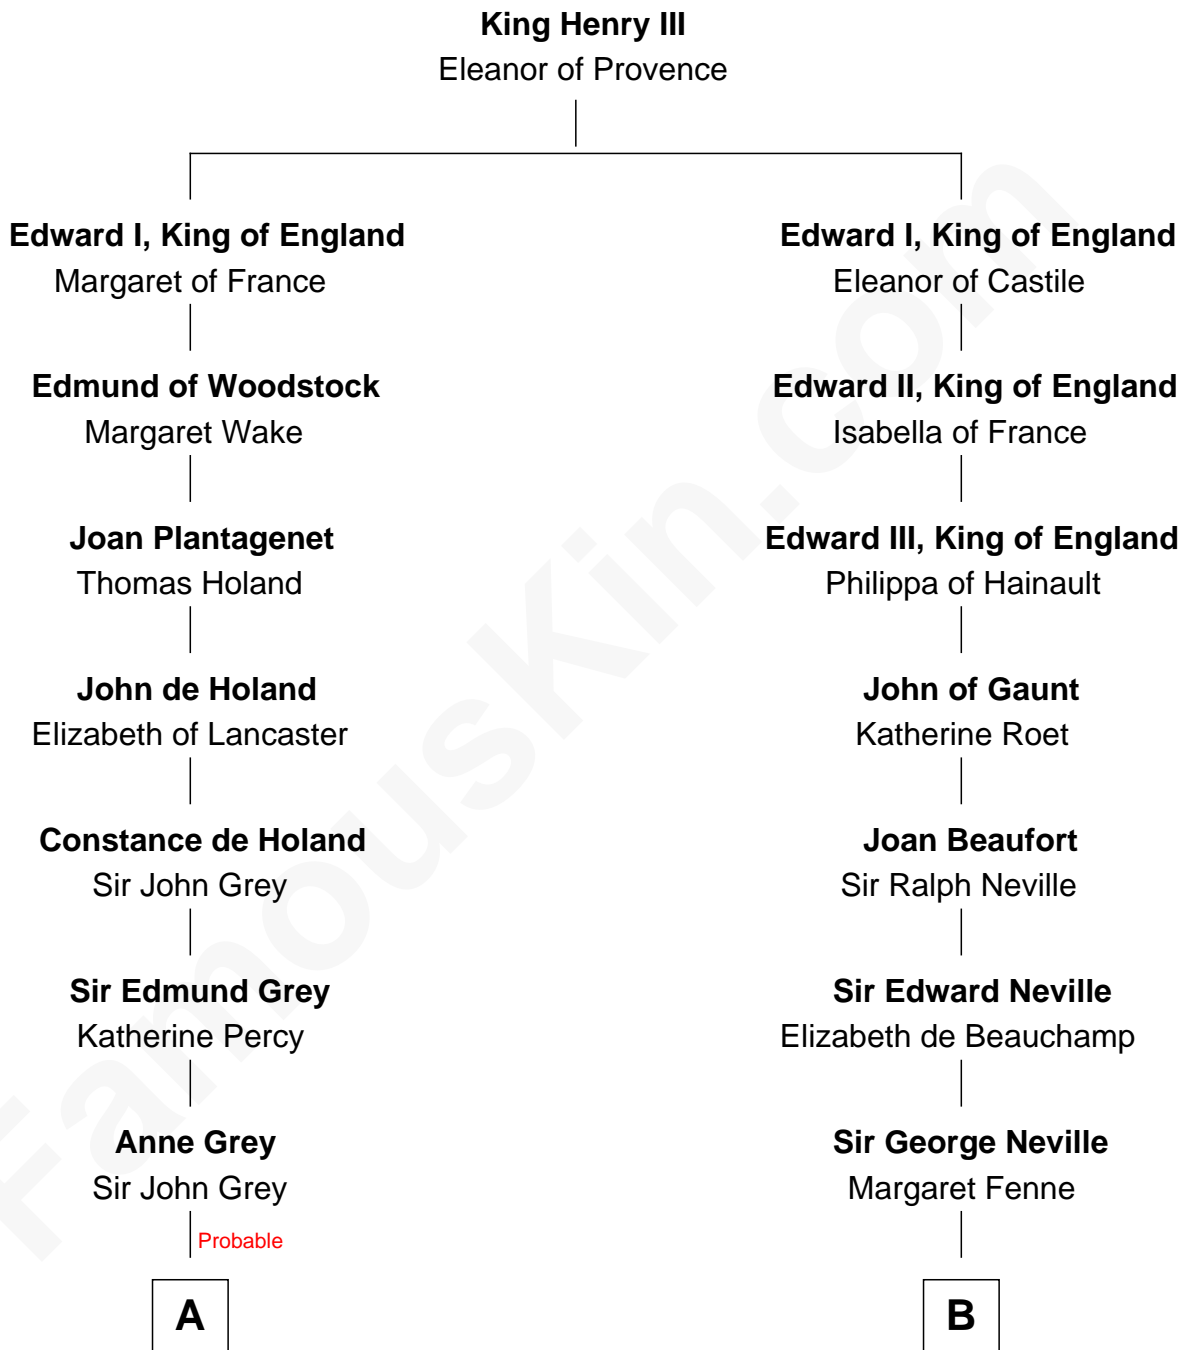 King Henry III
Eleanor of Provence
Edward I, King of England
Margaret of France
Edward I, King of England
Eleanor of Castile
Edmund of Woodstock
Margaret Wake
Edward II, King of England
Isabella of France
Joan Plantagenet
Thomas Holand
Edward III, King of England
Philippa of Hainault
John de Holand
Elizabeth of Lancaster
John of Gaunt
Katherine Roet
Constance de Holand
Sir John Grey
Joan Beaufort
Sir Ralph Neville
Sir Edmund Grey
Katherine Percy
Sir Edward Neville
Elizabeth de Beauchamp
Anne Grey
Sir John Grey
Sir George Neville
Margaret Fenne
Probable
A
B
FamousKin.com